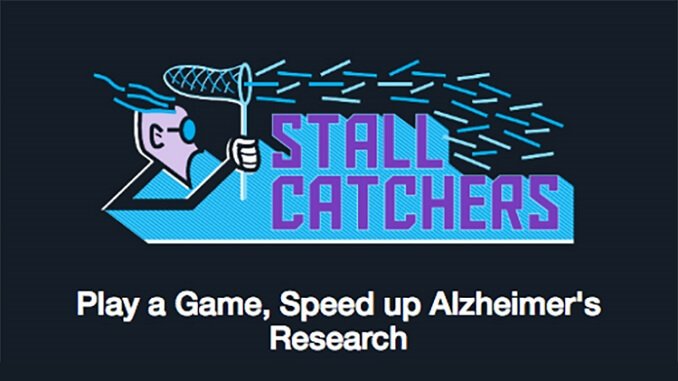 STALL
CATCHERS
Play a Game, Speed up Alzheimer's
Research